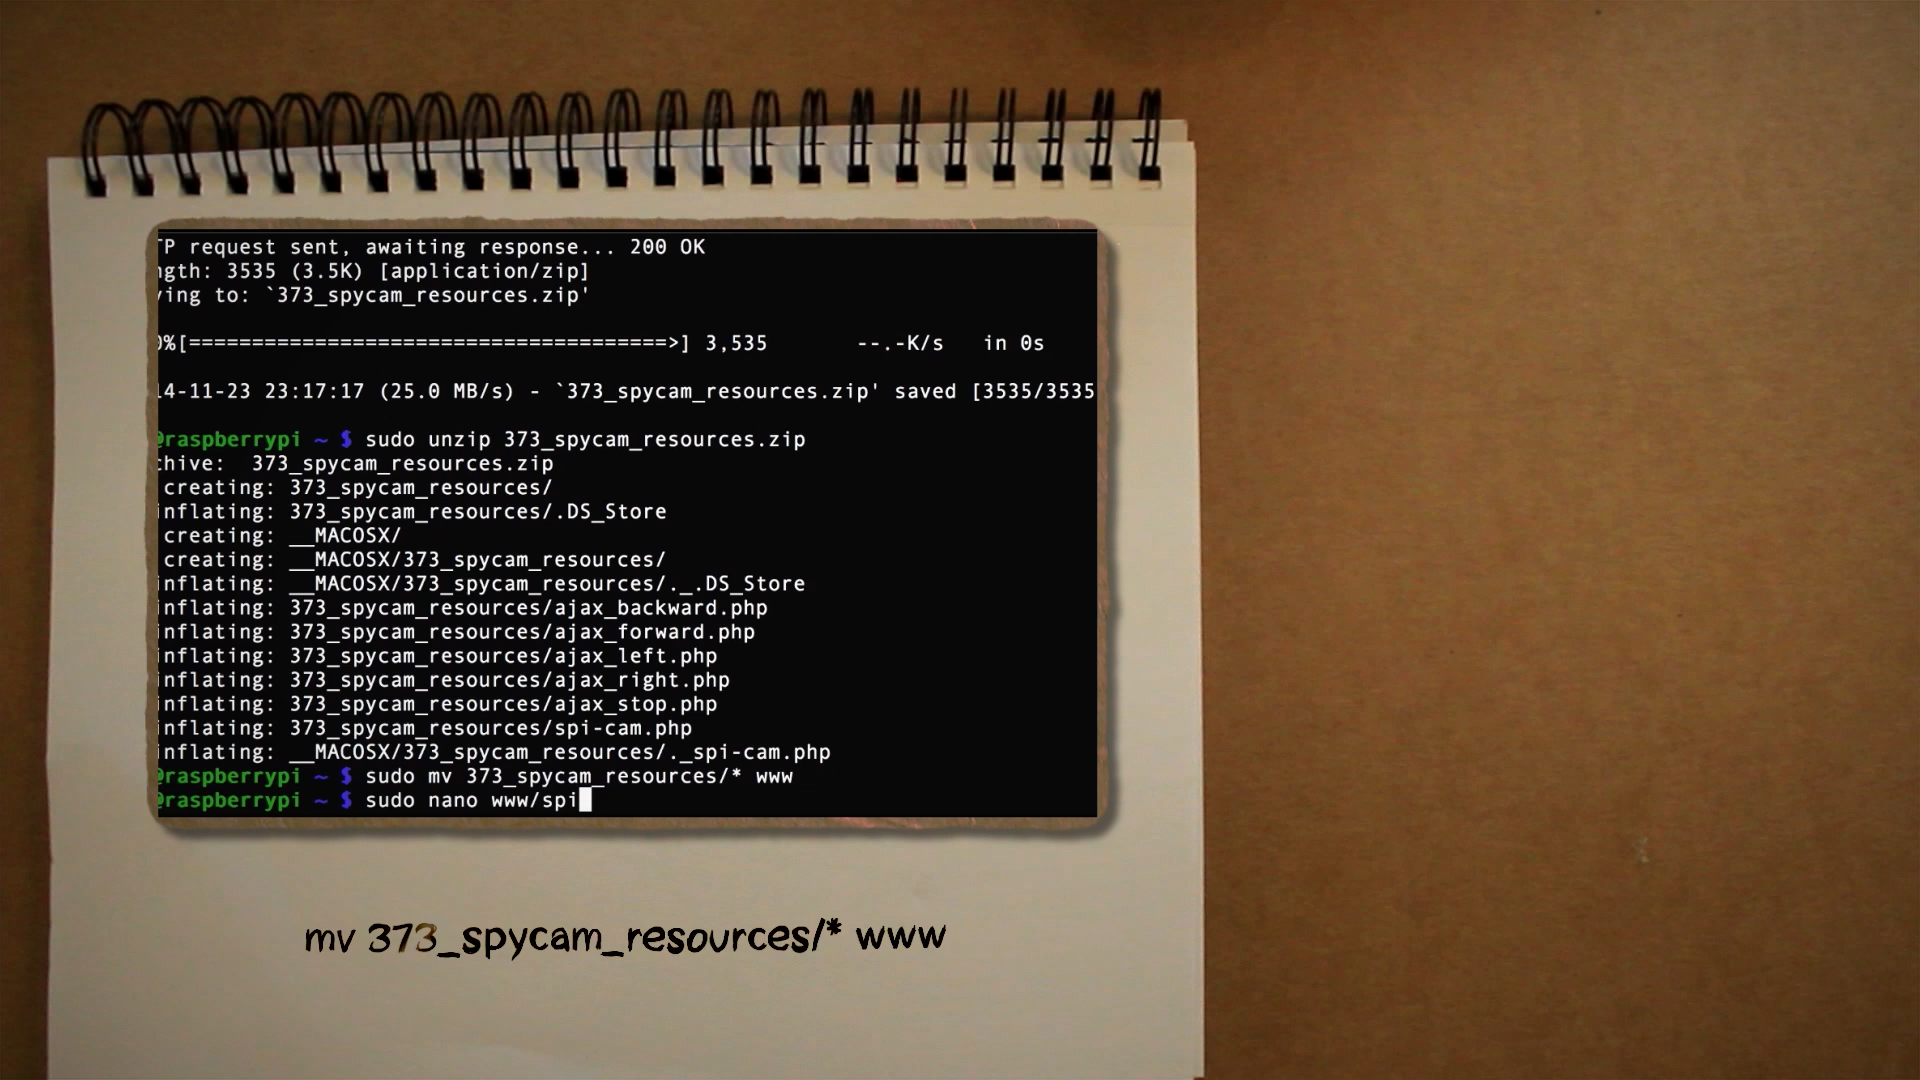 TP request sent, awaiting response... 200 OK
ngth: 3535 (3.5K) [application/zip]
ving to: `373_spycam_resources.zip'
0%[======================================>] 3,535 --.-K/s in 0s
14-11-23 23:17:17 (25.0 MB/s) - `373_spycam_resources.zip' saved [3535/3535
@raspberrypi ~ $ sudo unzip 373_spycam_resources.zip
chive: 373_spycam_resources.zip
creating: 373_spycam_resources/
inflating: 373_spycam_resources/.DS_Store
creating: __MACOSX/
creating: __MACOSX/373_spycam_resources/
inflating: __MACOSX/373_spycam_resources/._.DS_Store
inflating: 373_spycam_resources/ajax_backward.php
inflating: 373_spycam_resources/ajax_forward.php
inflating: 373_spycam_resources/ajax_left.php
inflating: 373_spycam_resources/ajax_right.php
inflating: 373_spycam_resources/ajax_stop.php
inflating: 373_spycam_resources/spi-cam.php
inflating: __MACOSX/373_spycam_resources/._spi-cam.php
@raspberrypi ~ $ sudo mv 373_spycam_resources/* www
@raspberrypi ~ $ sudo nano www/spi
mv 373_spycam_resources/* www